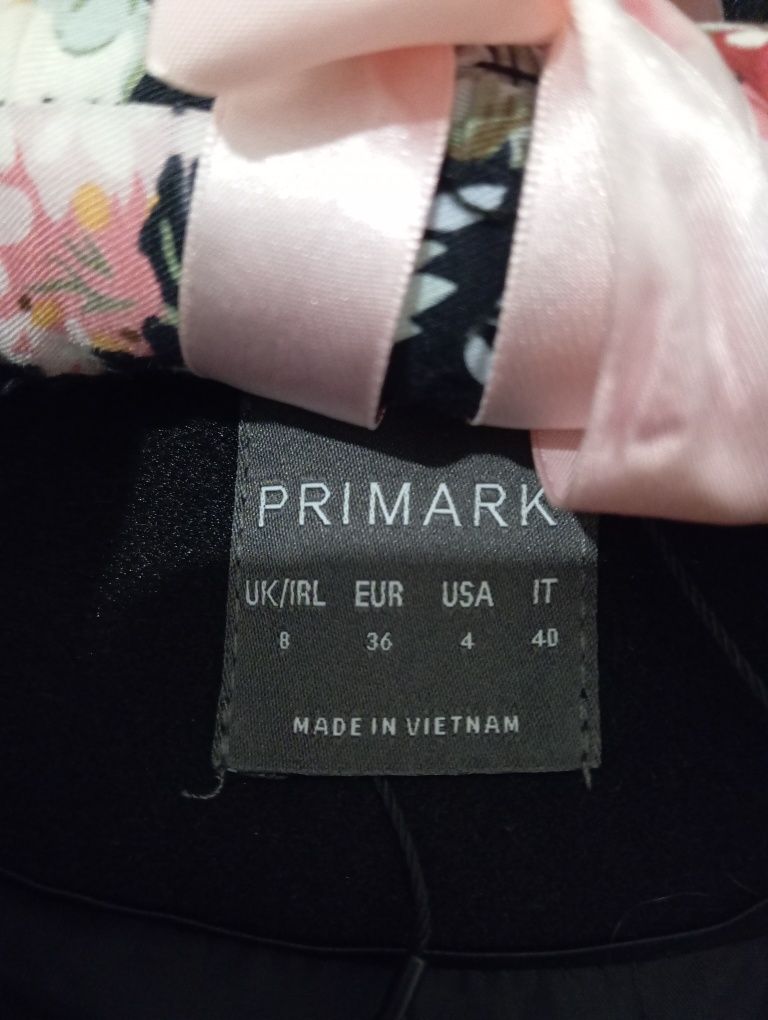 PRIMARK
UK/IRL EUR USA IT
8 36 4 40
MADE IN VIETNAM